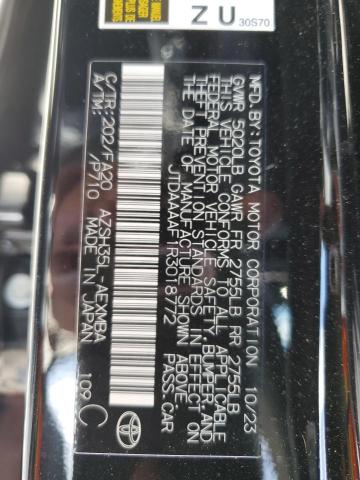 ZU
30S70
MFD. BY: TOYOTA MOTOR CORPORATION 10/23
GVWR 5020LB GAWR FR 2755LB RR 2755LB
THIS VEHICLE CONFORMS TO ALL APPLICABLE
FEDERAL MOTOR VEHICLE SAFETY, BUMPER, AND
THEFT PREVENTION STANDARDS IN EFFECT ON
THE DATE OF MANUFACTURE SHOWN ABOVE.
JTDAAAAF1R3018772 PASS.CAR
C/TR:202/FA20 AZSH35L-AEXNBA
A/TM: /P710 MADE IN JAPAN 109C
TOYOTA